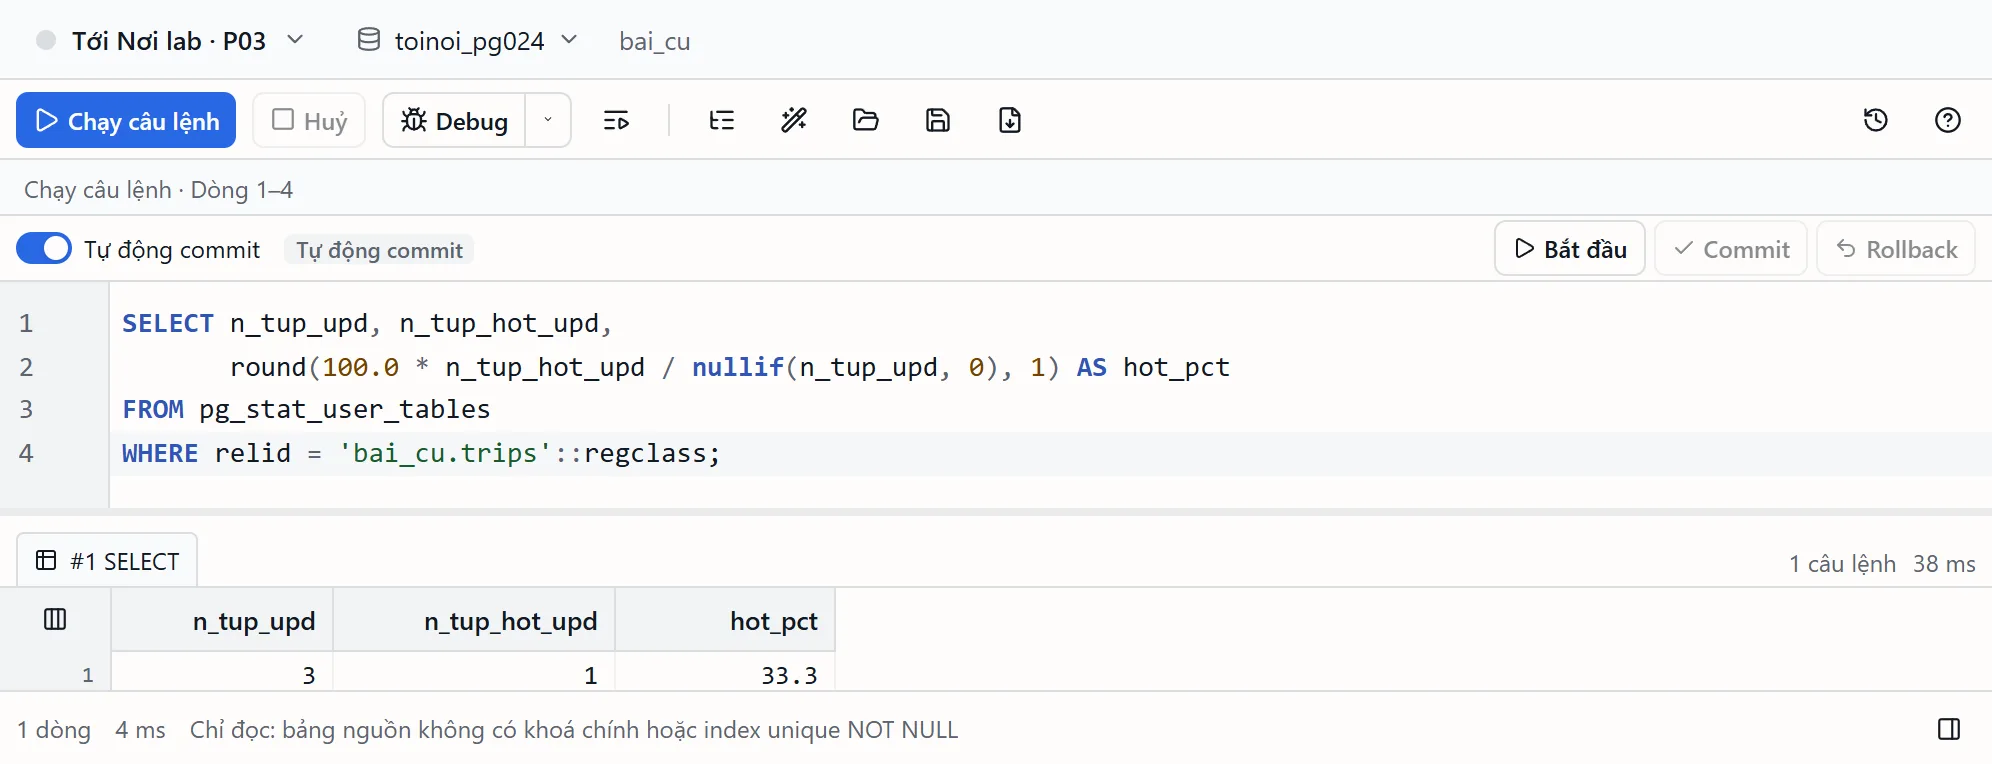 Tới Nơi lab · P03 toinoi_pg024 bai_cu
Chạy câu lệnh Huỷ Debug
Chạy câu lệnh · Dòng 1–4
Tự động commit Tự động commit Bắt đầu Commit Rollback
1 SELECT n_tup_upd, n_tup_hot_upd,
2 round(100.0 * n_tup_hot_upd / nullif(n_tup_upd, 0), 1) AS hot_pct
3 FROM pg_stat_user_tables
4 WHERE relid = 'bai_cu.trips'::regclass;
#1 SELECT 1 câu lệnh 38 ms
n_tup_upd n_tup_hot_upd hot_pct
1 3 1 33.3
1 dòng 4 ms Chỉ đọc: bảng nguồn không có khoá chính hoặc index unique NOT NULL